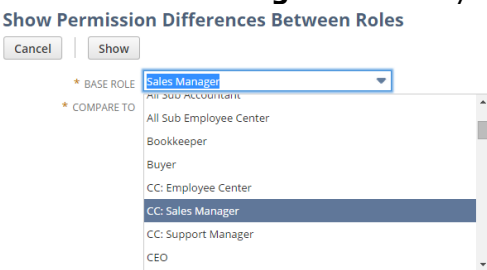 Show Permission Differences Between Roles
Cancel Show
* BASE ROLE Sales Manager
* COMPARE TO
All Sub Accountant
All Sub Employee Center
Bookkeeper
Buyer
CC: Employee Center
CC: Sales Manager
CC: Support Manager
CEO